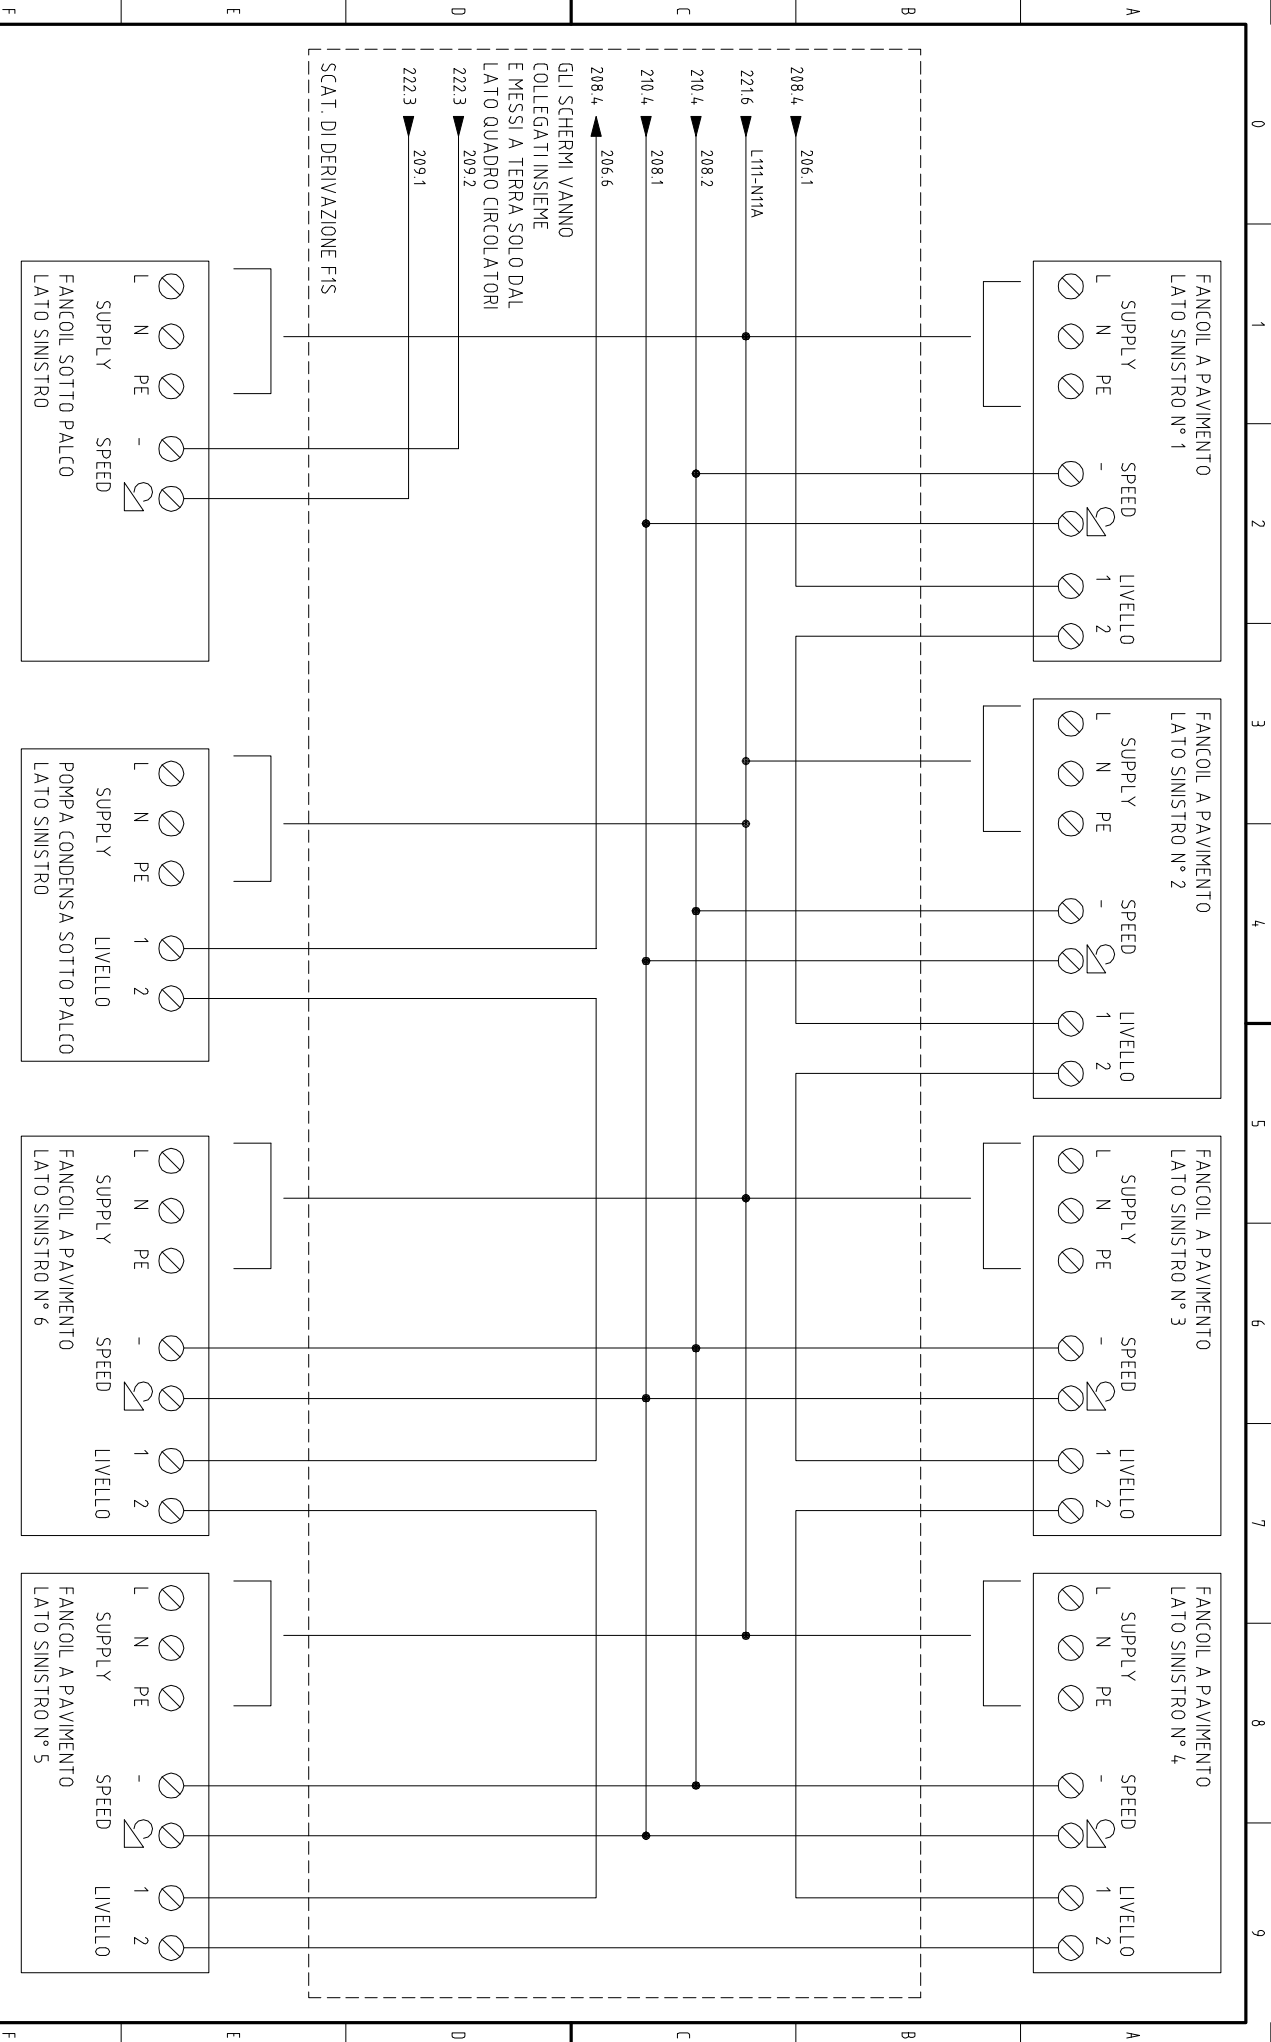 0 1 2 3 4 5 6 7 8 9
A
B
C
D
E
F
FANCOIL A PAVIMENTO
LATO SINISTRO N° 1
SUPPLY SPEED LIVELLO
L N PE - 1 2
FANCOIL A PAVIMENTO
LATO SINISTRO N° 2
SUPPLY SPEED LIVELLO
L N PE - 1 2
FANCOIL A PAVIMENTO
LATO SINISTRO N° 3
SUPPLY SPEED LIVELLO
L N PE - 1 2
FANCOIL A PAVIMENTO
LATO SINISTRO N° 4
SUPPLY SPEED LIVELLO
L N PE - 1 2
208.4 206.1
221.6 L111-N11A
210.4 208.2
210.4 208.1
208.4 206.6
GLI SCHERMI VANNO
COLLEGATI INSIEME
E MESSI A TERRA SOLO DAL
LATO QUADRO CIRCOLATORI
222.3 209.2
222.3 209.1
SCAT. DI DERIVAZIONE F1S
L N PE - 
SUPPLY SPEED
FANCOIL SOTTO PALCO
LATO SINISTRO
L N PE 1 2
SUPPLY LIVELLO
POMPA CONDENSA SOTTO PALCO
LATO SINISTRO
L N PE - 1 2
SUPPLY SPEED LIVELLO
FANCOIL A PAVIMENTO
LATO SINISTRO N° 6
L N PE - 1 2
SUPPLY SPEED LIVELLO
FANCOIL A PAVIMENTO
LATO SINISTRO N° 5
A
B
C
D
E
F